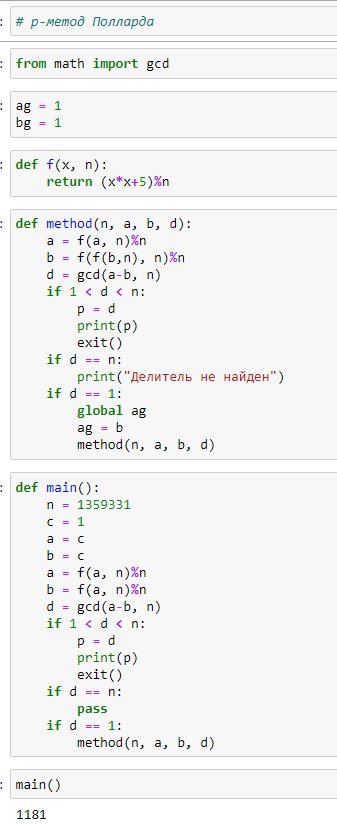 # р-метод Полларда
from math import gcd
ag = 1
bg = 1
def f(x, n):
    return (x*x+5)%n
def method(n, a, b, d):
    a = f(a, n)%n
    b = f(f(b,n), n)%n
    d = gcd(a-b, n)
    if 1 < d < n:
        p = d
        print(p)
        exit()
    if d == n:
        print("Делитель не найден")
    if d == 1:
        global ag
        ag = b
        method(n, a, b, d)
def main():
    n = 1359331
    c = 1
    a = c
    b = c
    a = f(a, n)%n
    b = f(a, n)%n
    d = gcd(a-b, n)
    if 1 < d < n:
        p = d
        print(p)
        exit()
    if d == n:
        pass
    if d == 1:
        method(n, a, b, d)
main()
1181